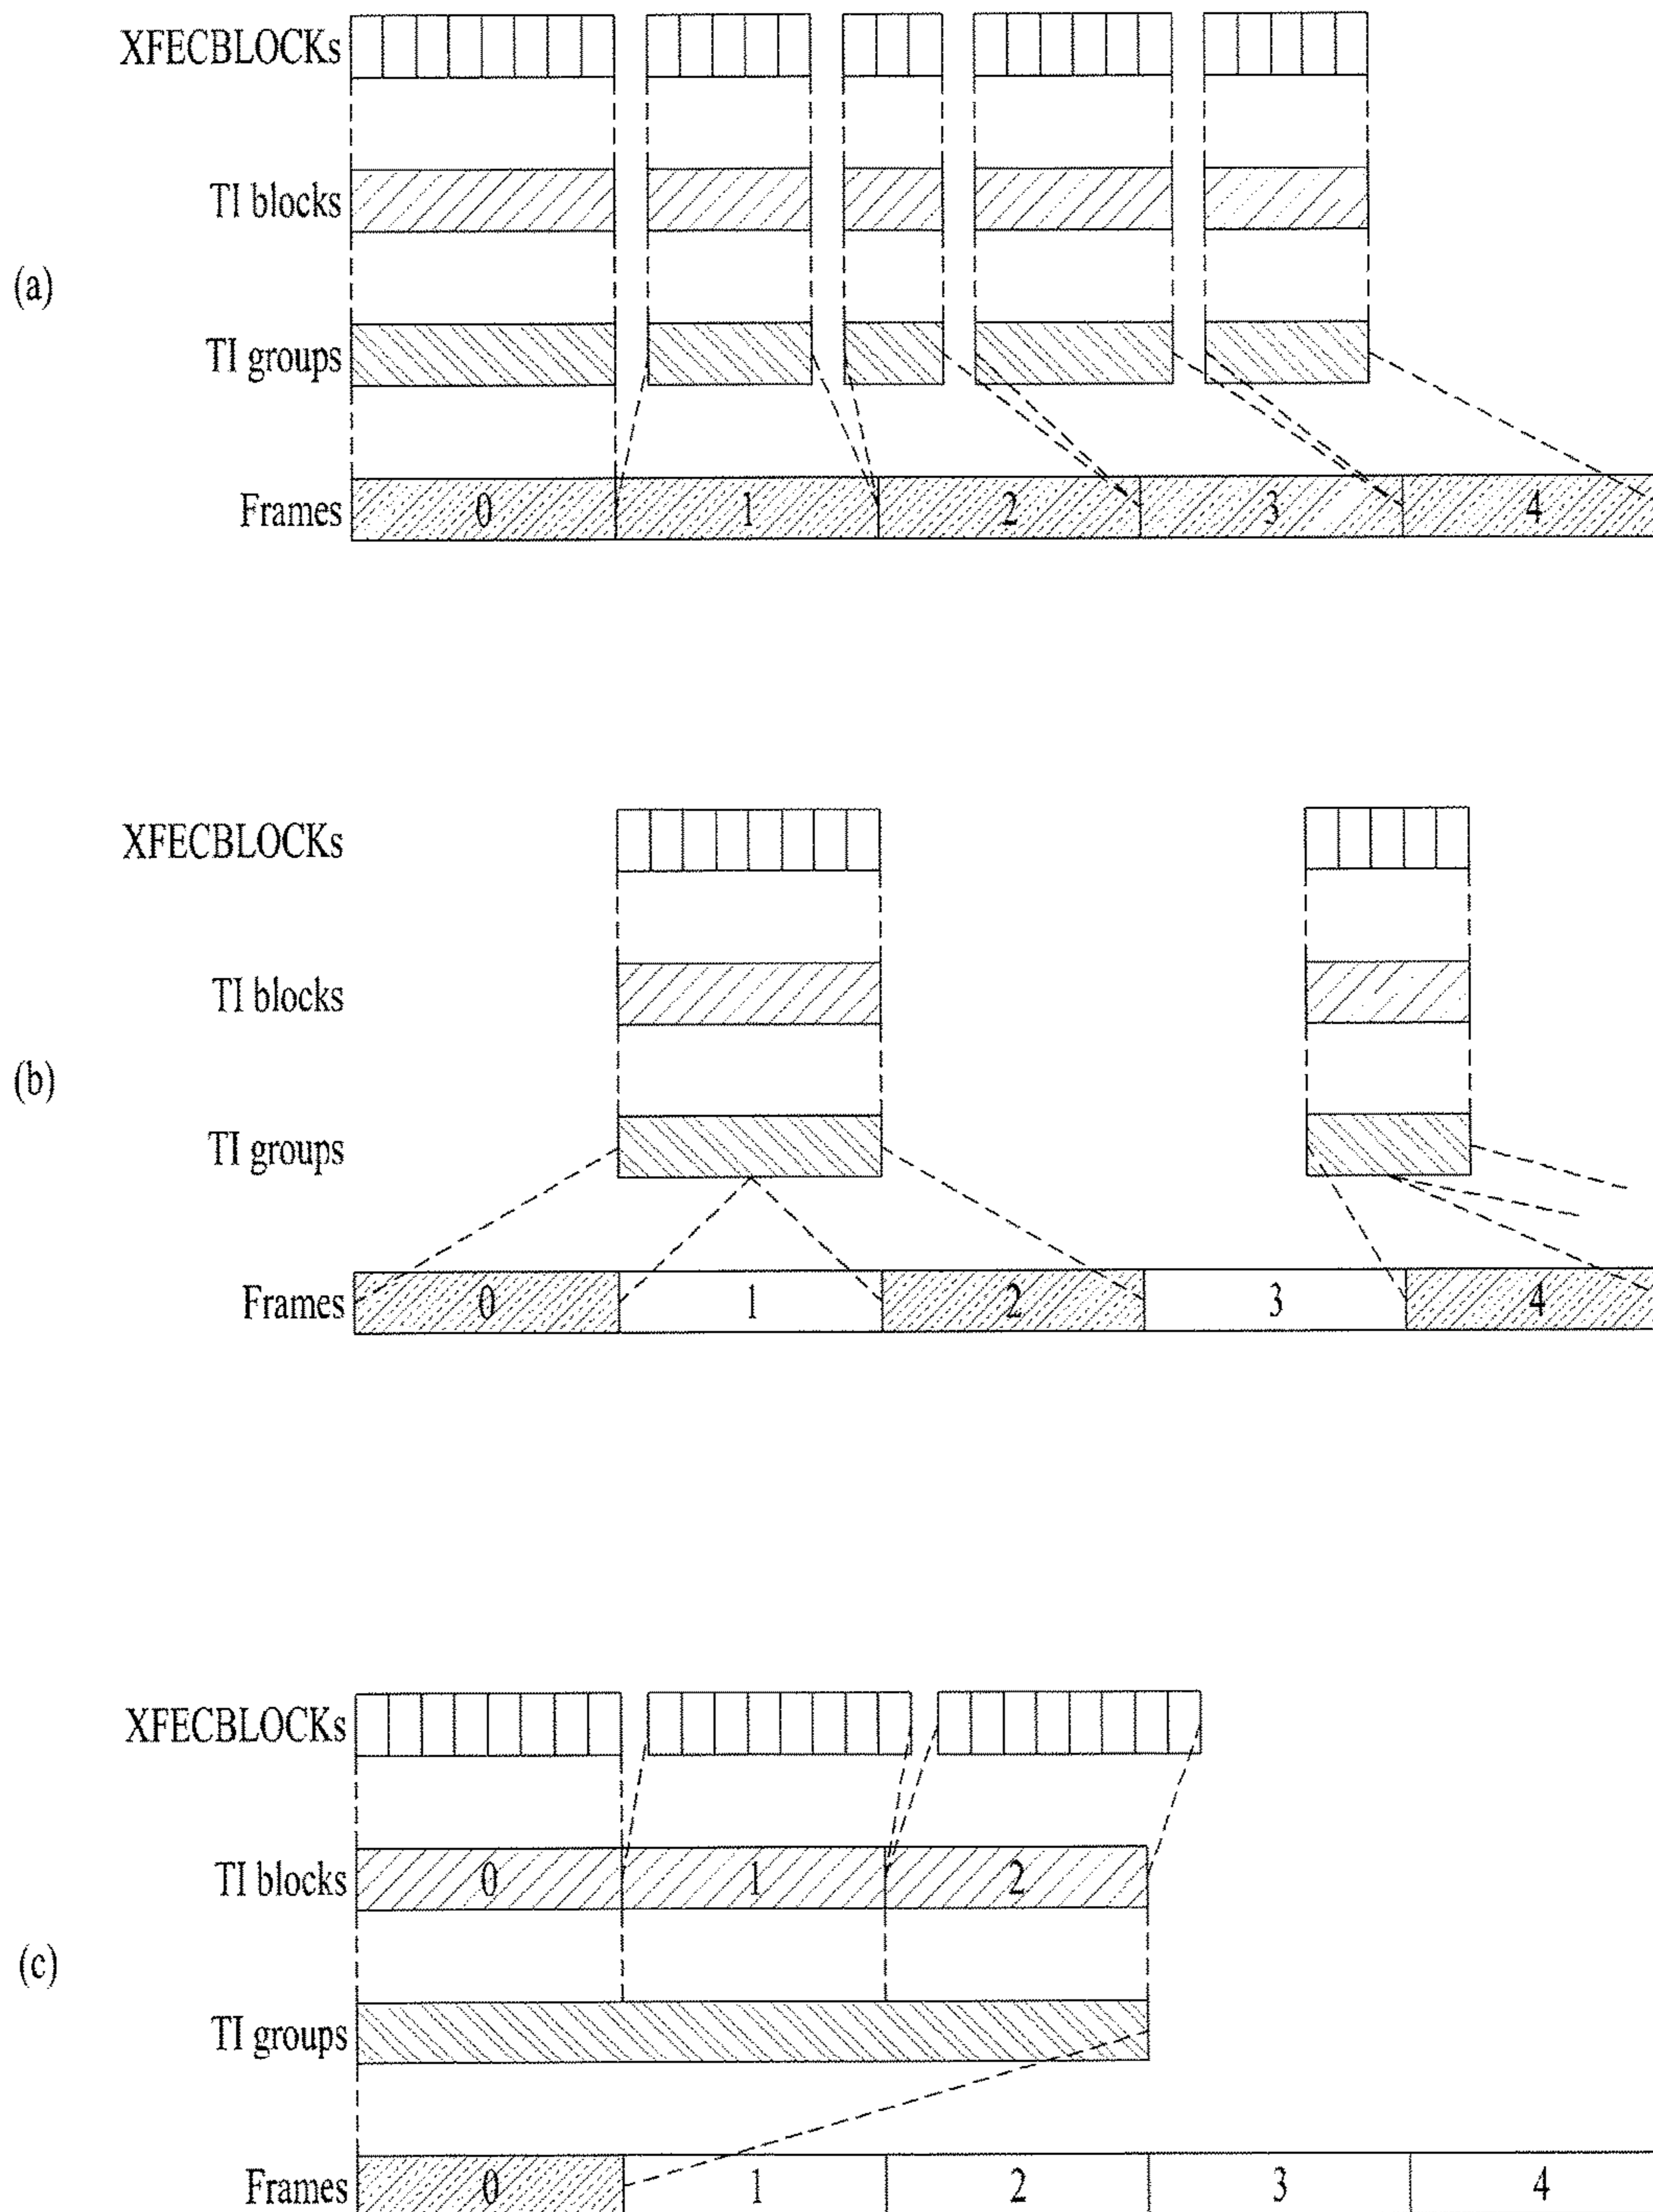 XFECBLOCKs
TI blocks
(a)
TI groups
Frames 0 1 2 3 4
XFECBLOCKs
TI blocks
(b)
TI groups
Frames 0 1 2 3 4
XFECBLOCKs
TI blocks 0 1 2
(c)
TI groups
Frames 0 1 2 3 4